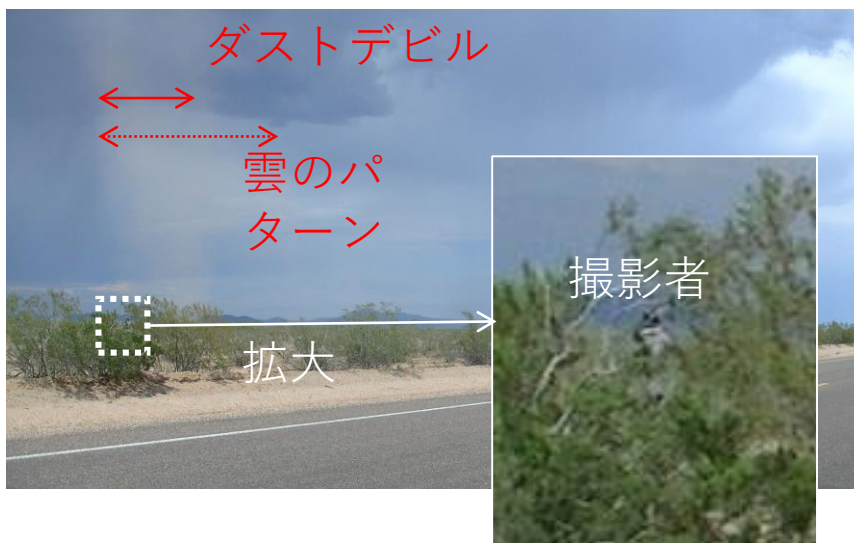 ダストデビル
雲のパ
ターン
撮影者
拡大